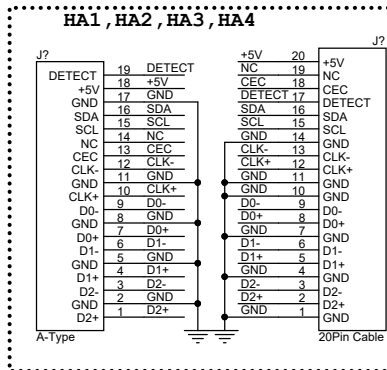 HA1,HA2,HA3,HA4
J?
DETECT 19 DETECT
+5V 18 +5V
GND 17 GND
SDA 16 SDA
SCL 15 SCL
NC 14 NC
CEC 13 CEC
CLK- 12 CLK-
GND 11 GND
CLK+ 10 CLK+
D0- 9 D0-
GND 8 GND
D0+ 7 D0+
D1- 6 D1-
GND 5 GND
D1+ 4 D1+
D2- 3 D2-
GND 2 GND
D2+ 1 D2+
A-Type
J?
+5V 20 +5V
NC 19 NC
CEC 18 CEC
DETECT 17 DETECT
SDA 16 SDA
SCL 15 SCL
GND 14 GND
CLK- 13 CLK-
CLK+ 12 CLK+
GND 11 GND
GND 10 GND
D0- 9 D0-
D0+ 8 D0+
GND 7 GND
D1- 6 D1-
D1+ 5 D1+
GND 4 GND
D2- 3 D2-
D2+ 2 D2+
GND 1 GND
20Pin Cable